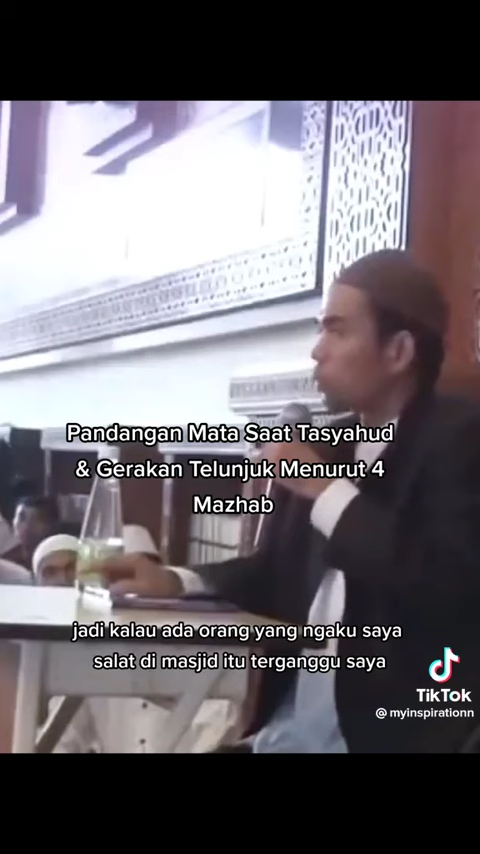 Pandangan Mata Saat Tasyahud
& Gerakan Telunjuk Menurut 4
Mazhab
jadi kalau ada orang yang ngaku saya
salat di masjid itu terganggu saya
TikTok
@ myinspirationn